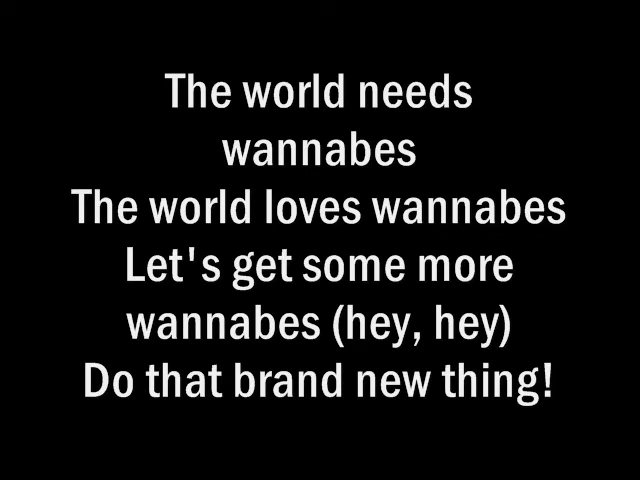 The world needs
wannabes
The world loves wannabes
Let's get some more
wannabes (hey, hey)
Do that brand new thing!